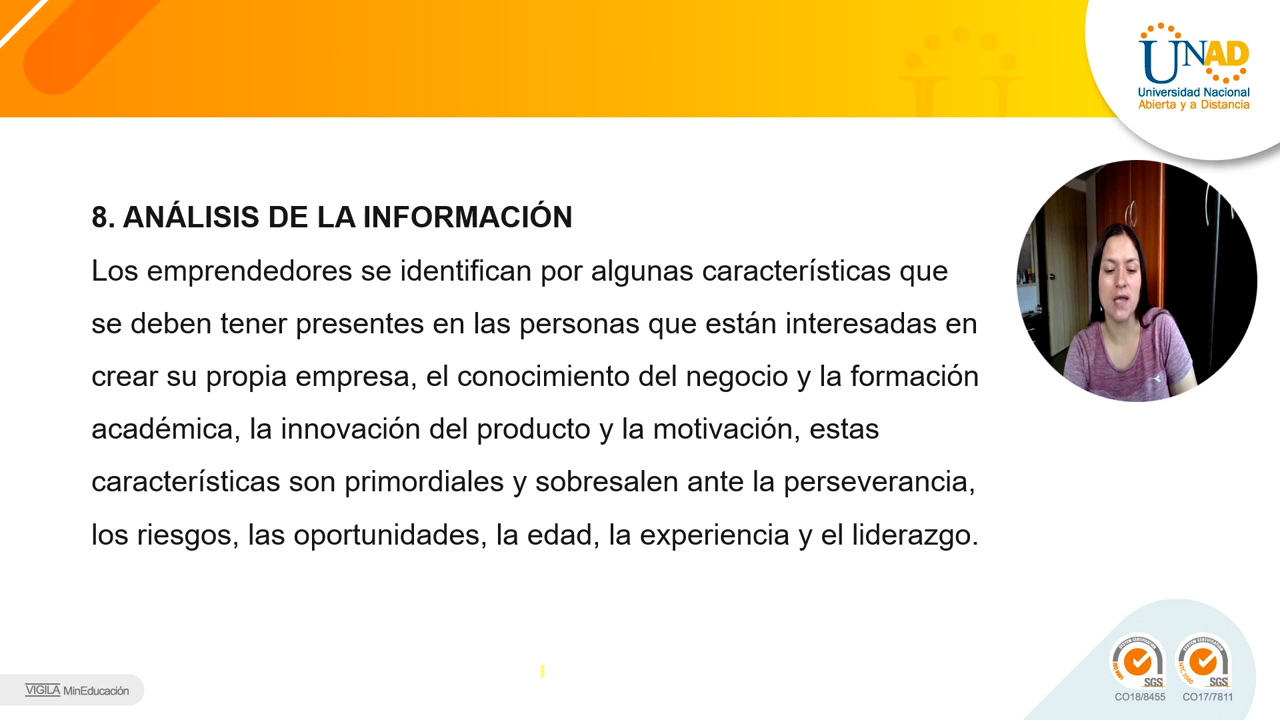 UNAD
Universidad Nacional
Abierta y a Distancia
8. ANÁLISIS DE LA INFORMACIÓN
Los emprendedores se identifican por algunas características que
se deben tener presentes en las personas que están interesadas en
crear su propia empresa, el conocimiento del negocio y la formación
académica, la innovación del producto y la motivación, estas
características son primordiales y sobresalen ante la perseverancia,
los riesgos, las oportunidades, la edad, la experiencia y el liderazgo.
VIGILA MinEducación
SGS
SGS
CO18/8455
CO17/7811